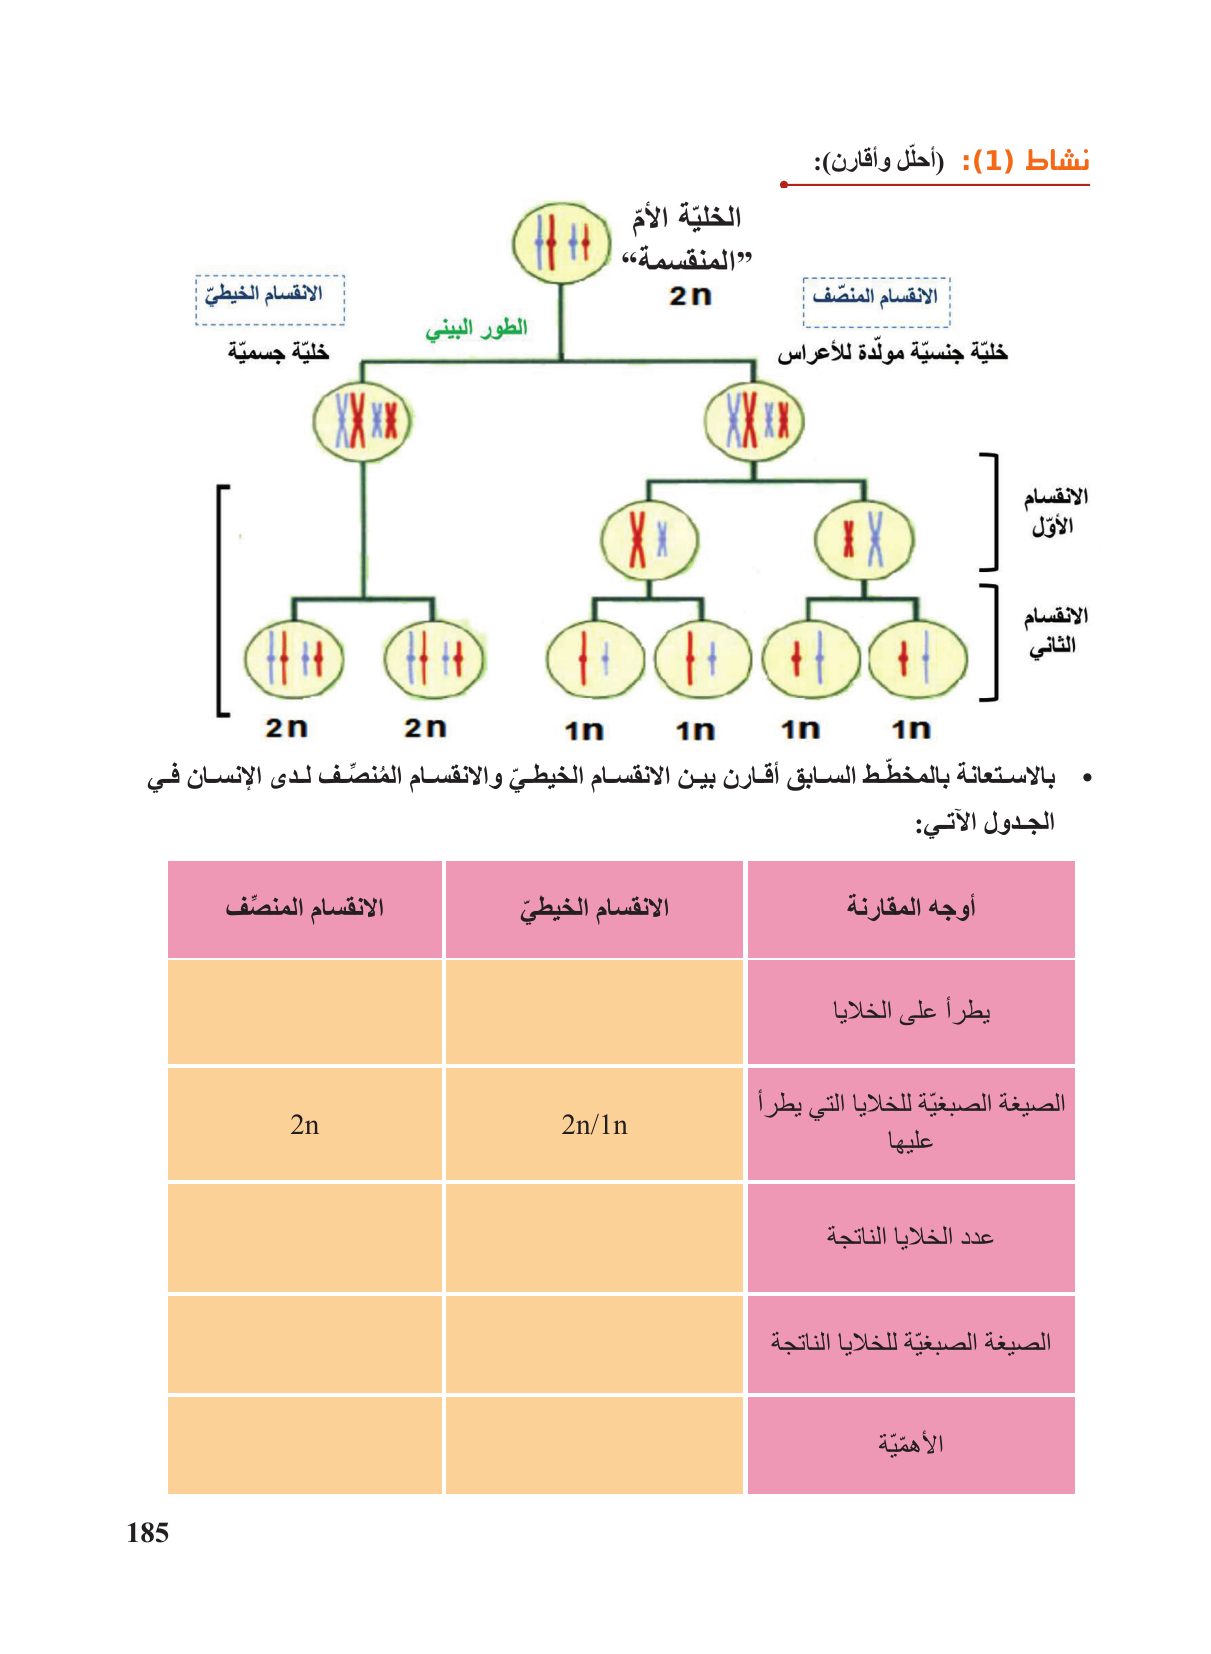 نشاط (1): (أحلّل وأقارن):
الخليّة الأمّ
”المنقسمة“
2n
الانقسام الخيطيّ
الانقسام المنصّف
الطور البيني
خليّة جسميّة
خليّة جنسيّة مولّدة للأعراس
الانقسام
الأوّل
الانقسام
الثاني
2n 2n 1n 1n 1n 1n
• بالاستعانة بالمخطّط السابق أقارن بين الانقسام الخيطيّ والانقسام المُنصِّف لدى الإنسان في
الجدول الآتي:
أوجه المقارنة الانقسام الخيطيّ الانقسام المنصِّف
يطرأ على الخلايا
الصيغة الصبغيّة للخلايا التي يطرأ
عليها
2n/1n 2n
عدد الخلايا الناتجة
الصيغة الصبغيّة للخلايا الناتجة
الأهمّيّة
185